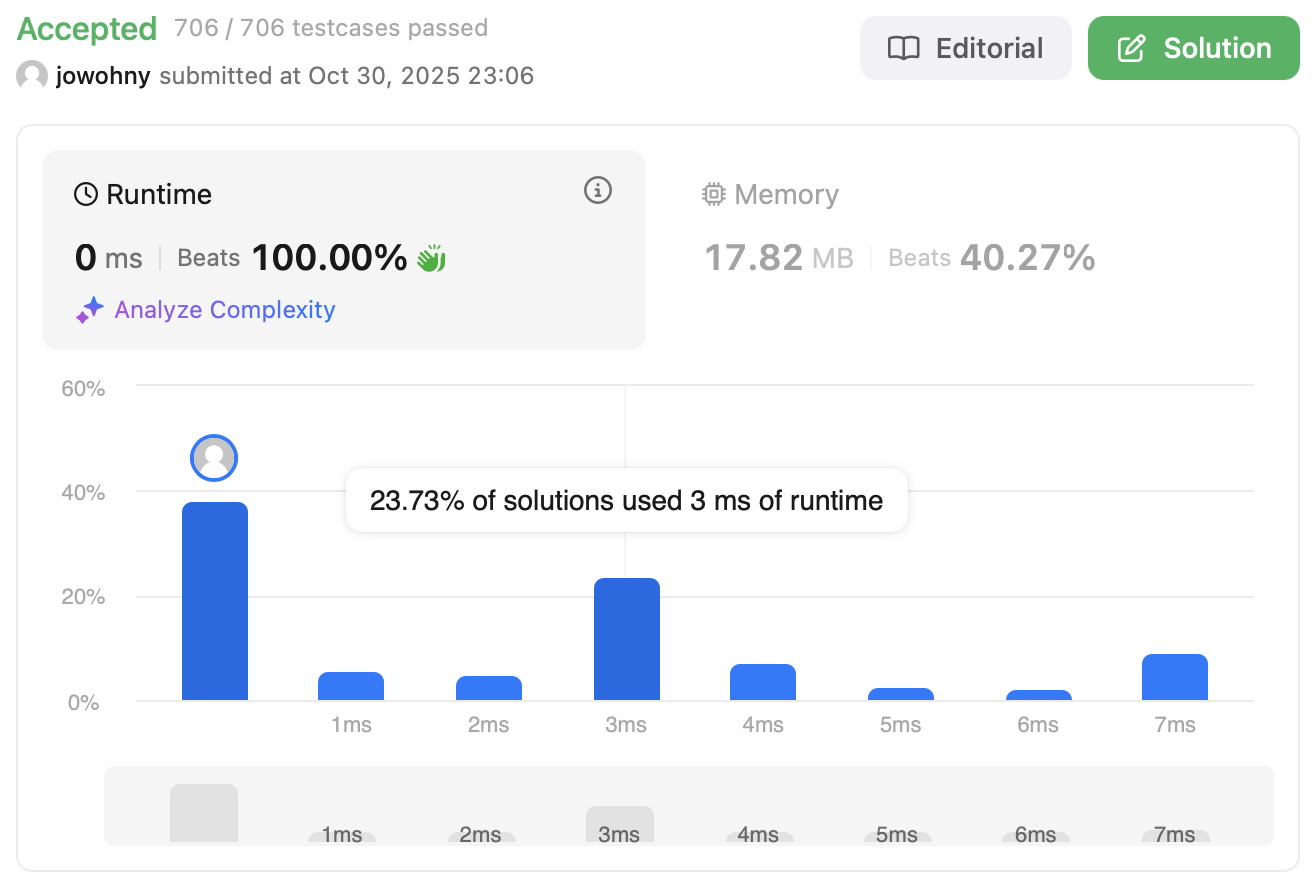 Accepted 706 / 706 testcases passed
jowohny submitted at Oct 30, 2025 23:06
Editorial
Solution
Runtime
0 ms Beats 100.00%
Analyze Complexity
Memory
17.82 MB Beats 40.27%
60%
40%
20%
0%
23.73% of solutions used 3 ms of runtime
1ms 2ms 3ms 4ms 5ms 6ms 7ms
1ms 2ms 3ms 4ms 5ms 6ms 7ms